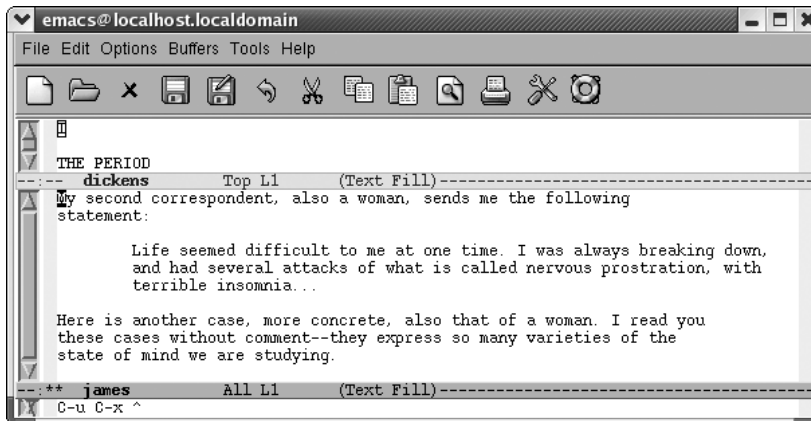 emacs@localhost.localdomain
File Edit Options Buffers Tools Help
I
THE PERIOD
--:-- dickens Top L1 (Text Fill)----------------------------------------
My second correspondent, also a woman, sends me the following
statement:
Life seemed difficult to me at one time. I was always breaking down,
and had several attacks of what is called nervous prostration, with
terrible insomnia...
Here is another case, more concrete, also that of a woman. I read you
these cases without comment--they express so many varieties of the
state of mind we are studying.
--:** james All L1 (Text Fill)----------------------------------------
C-u C-x ^